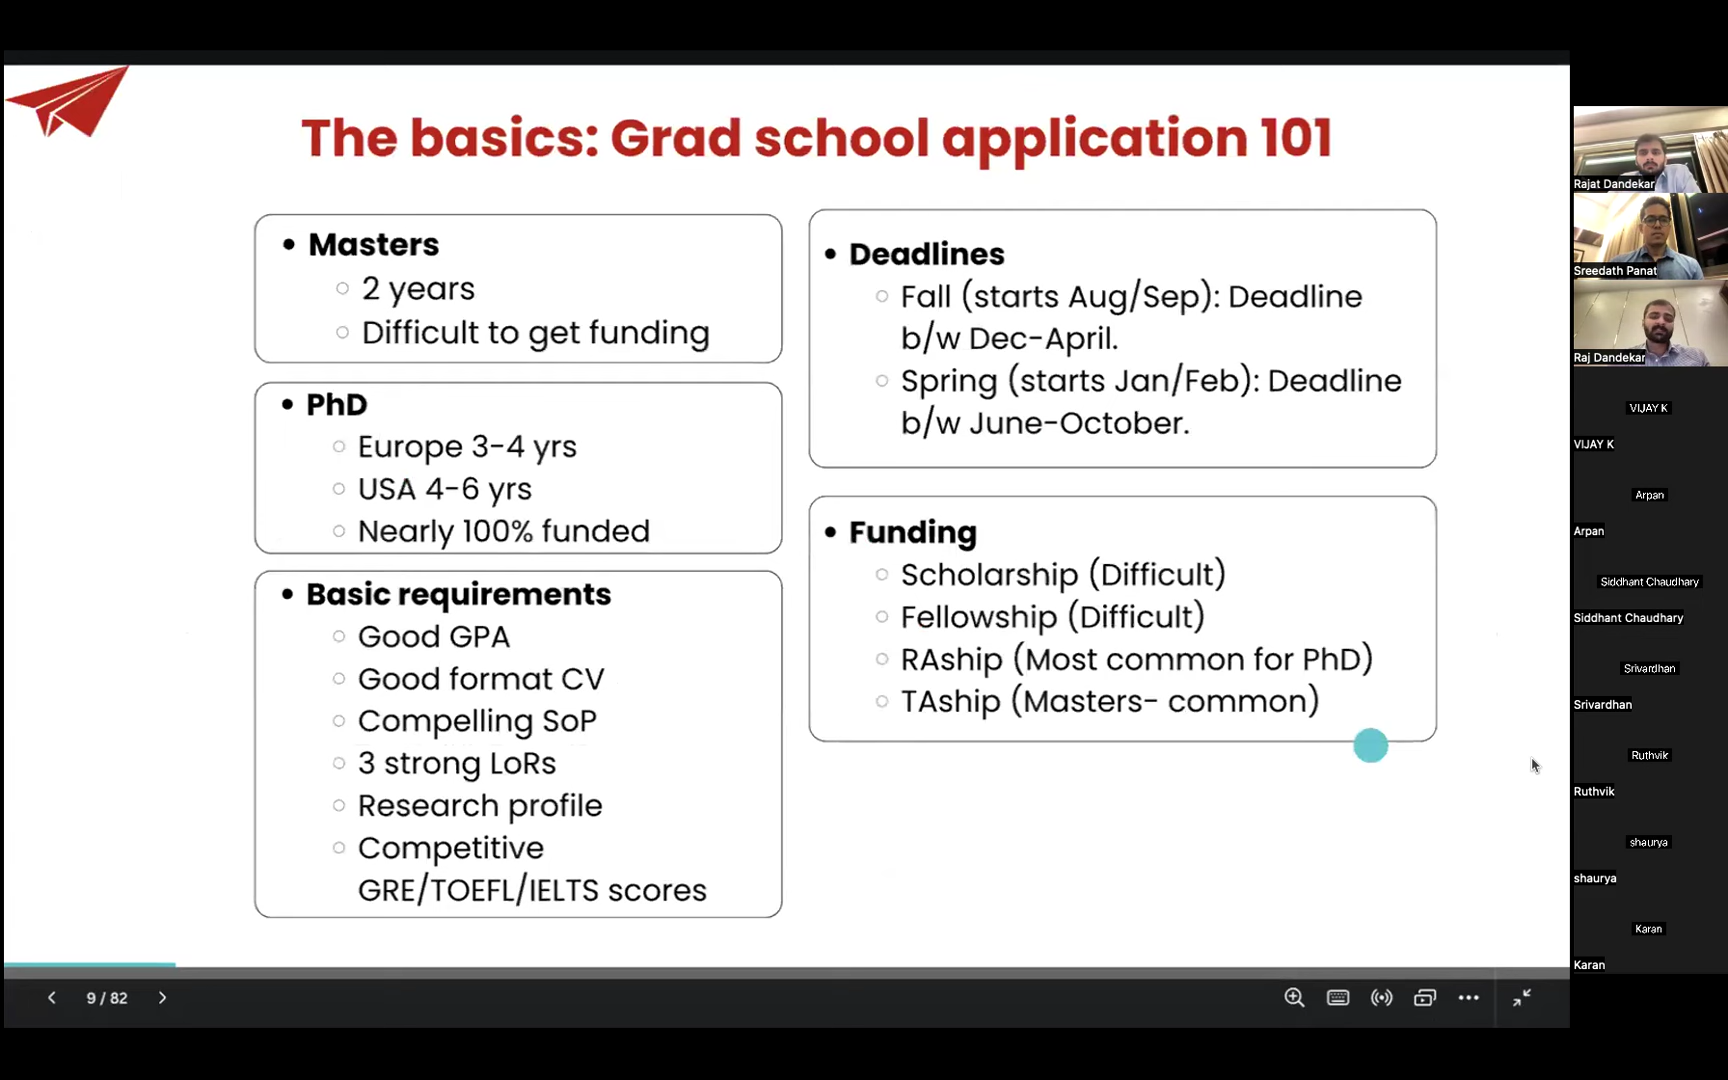 The basics: Grad school application 101
• Masters
○ 2 years
○ Difficult to get funding
• PhD
○ Europe 3-4 yrs
○ USA 4-6 yrs
○ Nearly 100% funded
• Basic requirements
○ Good GPA
○ Good format CV
○ Compelling SoP
○ 3 strong LoRs
○ Research profile
○ Competitive
GRE/TOEFL/IELTS scores
• Deadlines
○ Fall (starts Aug/Sep): Deadline
b/w Dec-April.
○ Spring (starts Jan/Feb): Deadline
b/w June-October.
• Funding
○ Scholarship (Difficult)
○ Fellowship (Difficult)
○ RAship (Most common for PhD)
○ TAship (Masters- common)
9 / 82
Rajat Dandekar
Sreedath Panat
Raj Dandekar
VIJAY K
VIJAY K
Arpan
Arpan
Siddhant Chaudhary
Siddhant Chaudhary
Srivardhan
Srivardhan
Ruthvik
Ruthvik
shaurya
shaurya
Karan
Karan